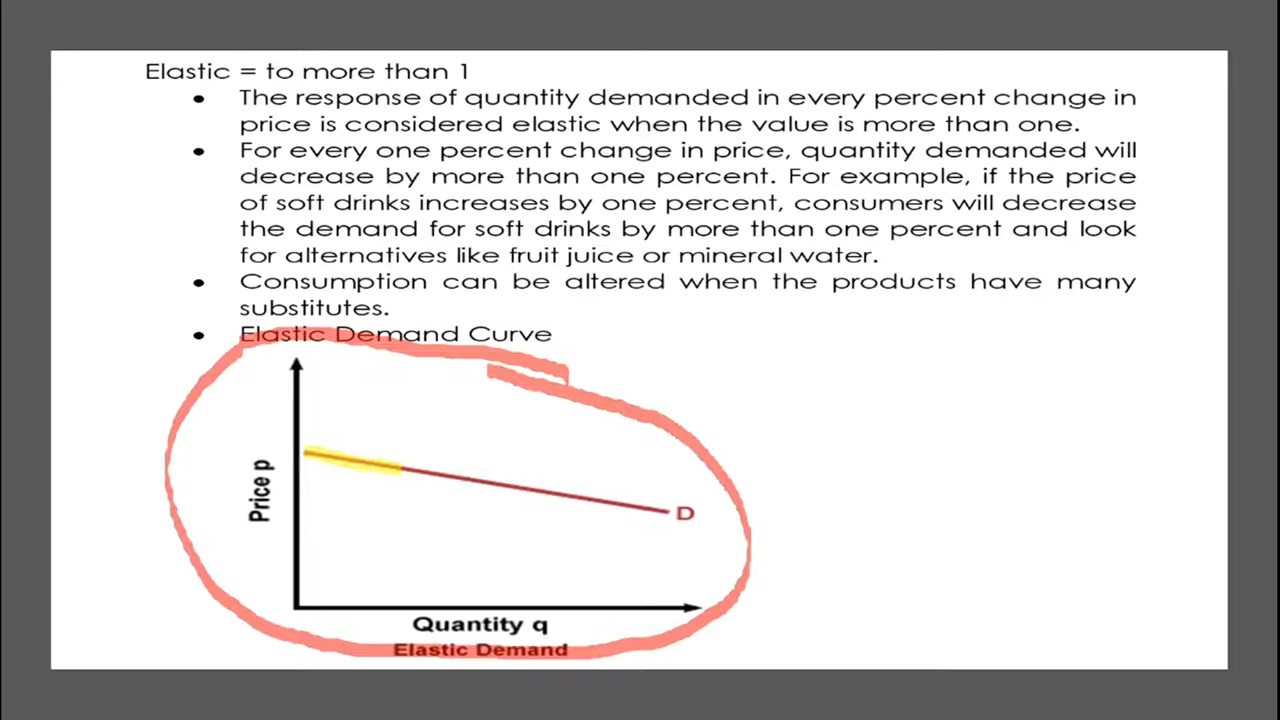 Elastic = to more than 1
• The response of quantity demanded in every percent change in
price is considered elastic when the value is more than one.
• For every one percent change in price, quantity demanded will
decrease by more than one percent. For example, if the price
of soft drinks increases by one percent, consumers will decrease
the demand for soft drinks by more than one percent and look
for alternatives like fruit juice or mineral water.
• Consumption can be altered when the products have many
substitutes.
• Elastic Demand Curve
Price p
D
Quantity q
Elastic Demand